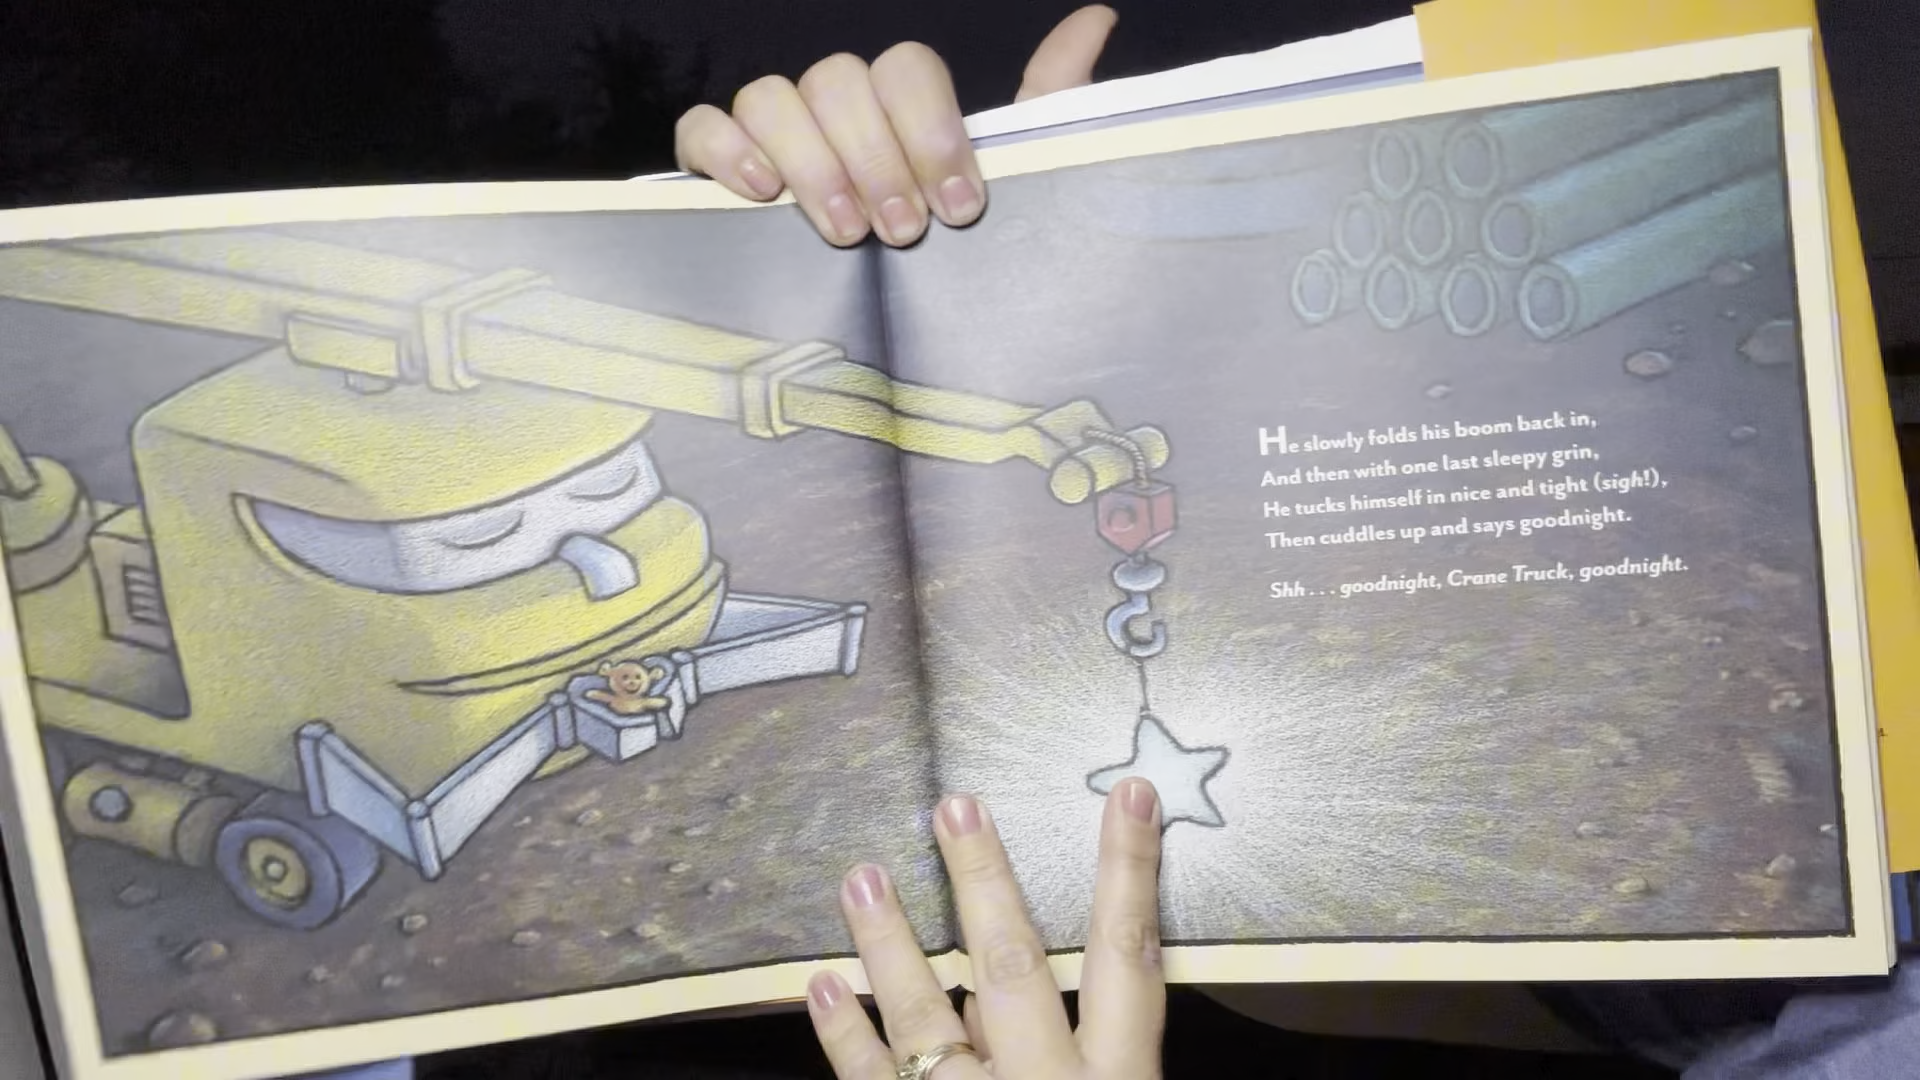 He slowly folds his boom back in,
And then with one last sleepy grin,
He tucks himself in nice and tight (sigh!),
Then cuddles up and says goodnight.
Shh . . . goodnight, Crane Truck, goodnight.